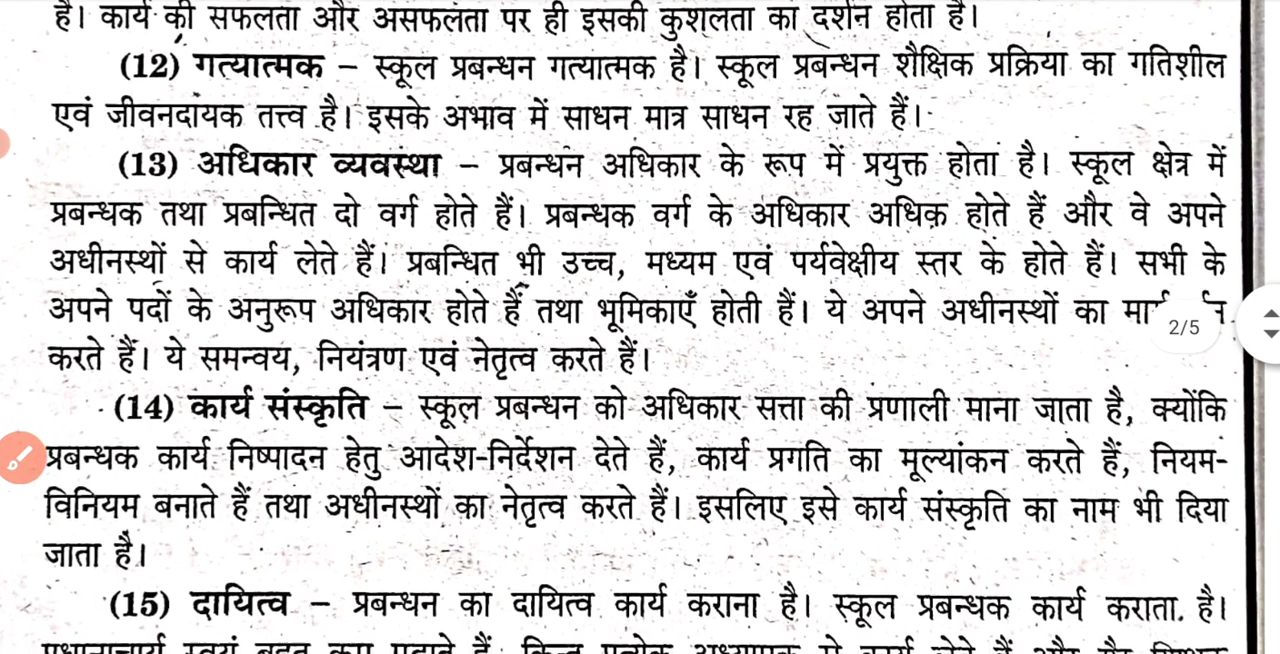 है। कार्य की सफलता और असफलता पर ही इसकी कुशलता का दर्शन होता है।
(12) गत्यात्मक – स्कूल प्रबन्धन गत्यात्मक है। स्कूल प्रबन्धन शैक्षिक प्रक्रिया का गतिशील
एवं जीवनदायक तत्त्व है। इसके अभाव में साधन मात्र साधन रह जाते हैं।
(13) अधिकार व्यवस्था – प्रबन्धन अधिकार के रूप में प्रयुक्त होता है। स्कूल क्षेत्र में
प्रबन्धक तथा प्रबन्धित दो वर्ग होते हैं। प्रबन्धक वर्ग के अधिकार अधिक होते हैं और वे अपने
अधीनस्थों से कार्य लेते हैं। प्रबन्धित भी उच्च, मध्यम एवं पर्यवेक्षीय स्तर के होते हैं। सभी के
अपने पदों के अनुरूप अधिकार होते हैं तथा भूमिकाएँ होती हैं। ये अपने अधीनस्थों का
2/5
करते हैं। ये समन्वय, नियंत्रण एवं नेतृत्व करते हैं।
(14) कार्य संस्कृति – स्कूल प्रबन्धन को अधिकार सत्ता की प्रणाली माना जाता है, क्योंकि
प्रबन्धक कार्य निष्पादन हेतु आदेश-निर्देशन देते हैं, कार्य प्रगति का मूल्यांकन करते हैं, नियम-
विनियम बनाते हैं तथा अधीनस्थों का नेतृत्व करते हैं। इसलिए इसे कार्य संस्कृति का नाम भी दिया
जाता है।
(15) दायित्व – प्रबन्धन का दायित्व कार्य कराना है। स्कूल प्रबन्धक कार्य कराता है।